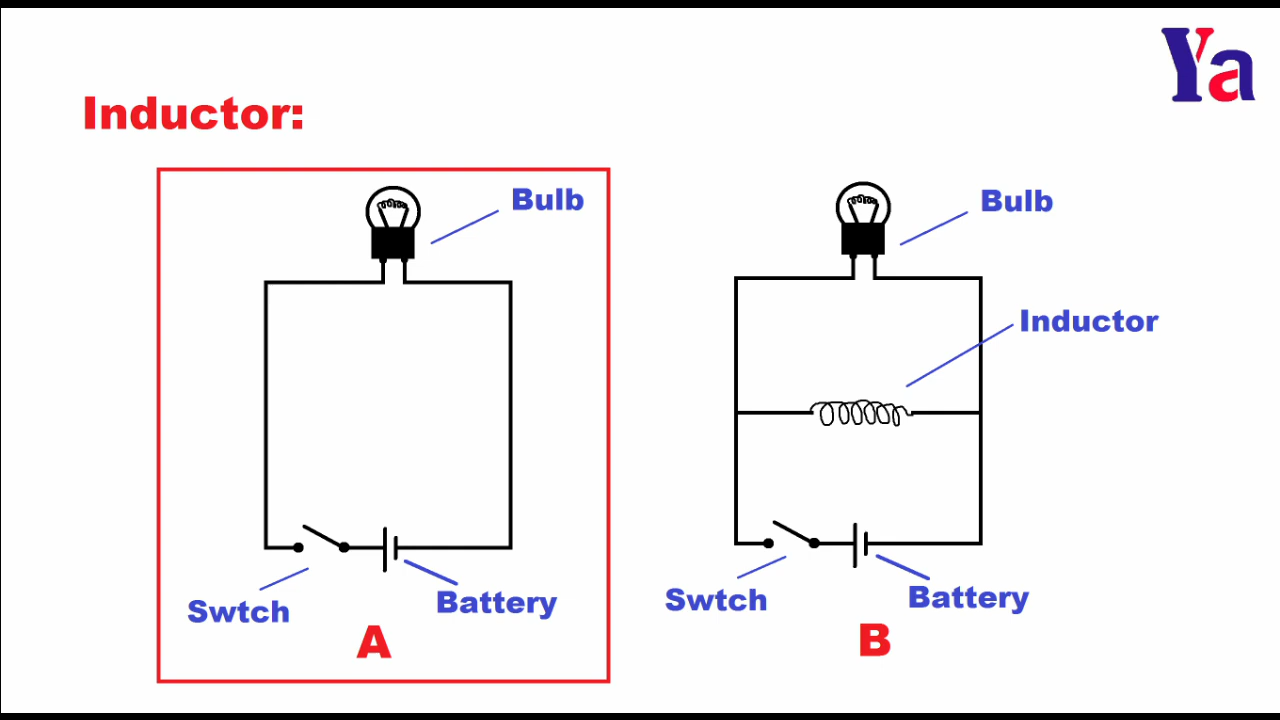 Ya
Inductor:
Bulb
Swtch
Battery
A
Bulb
Inductor
Swtch
Battery
B